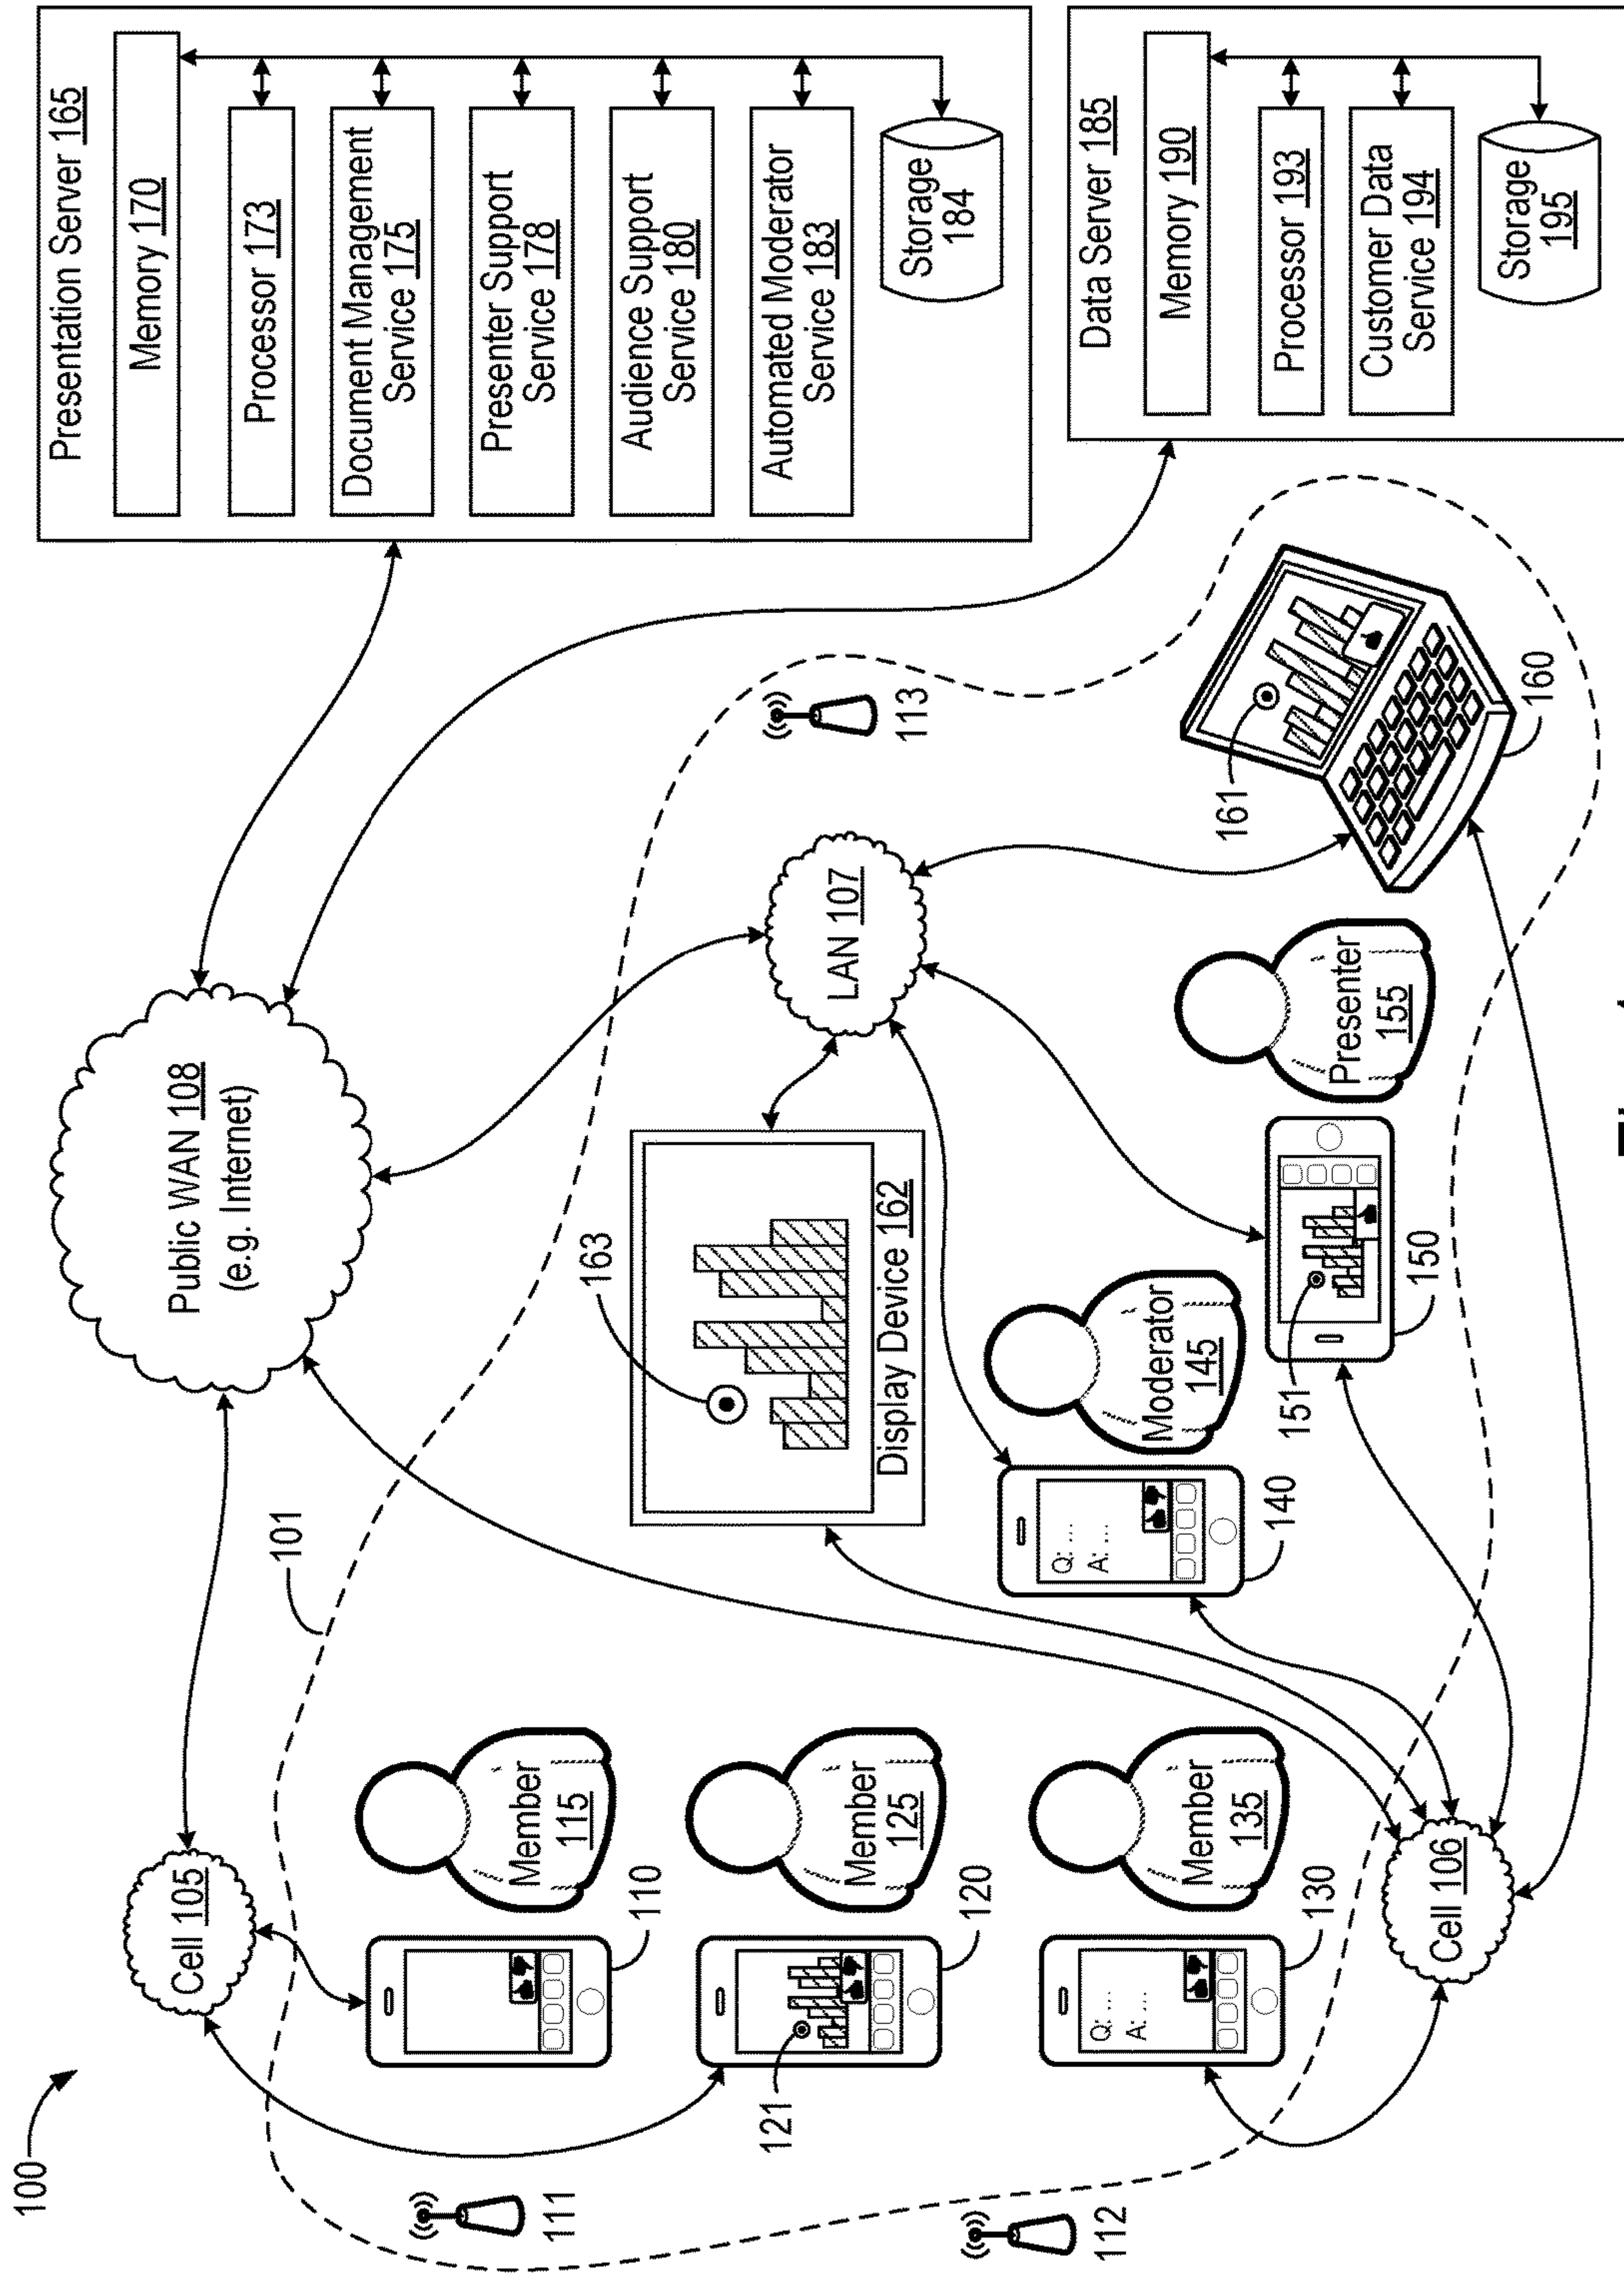 100
101
Cell 105
Public WAN 108
(e.g. Internet)
Presentation Server 165
Memory 170
Processor 173
Document Management
Service 175
Presenter Support
Service 178
Audience Support
Service 180
Automated Moderator
Service 183
Storage
184
Data Server 185
Memory 190
Processor 193
Customer Data
Service 194
Storage
195
111
110
Member
115
163
Display Device 162
LAN 107
113
121
120
Member
125
112
Q: ...
A: ...
130
Member
135
Q: ...
A: ...
140
Moderator
145
151
150
Presenter
155
161
160
Cell 106